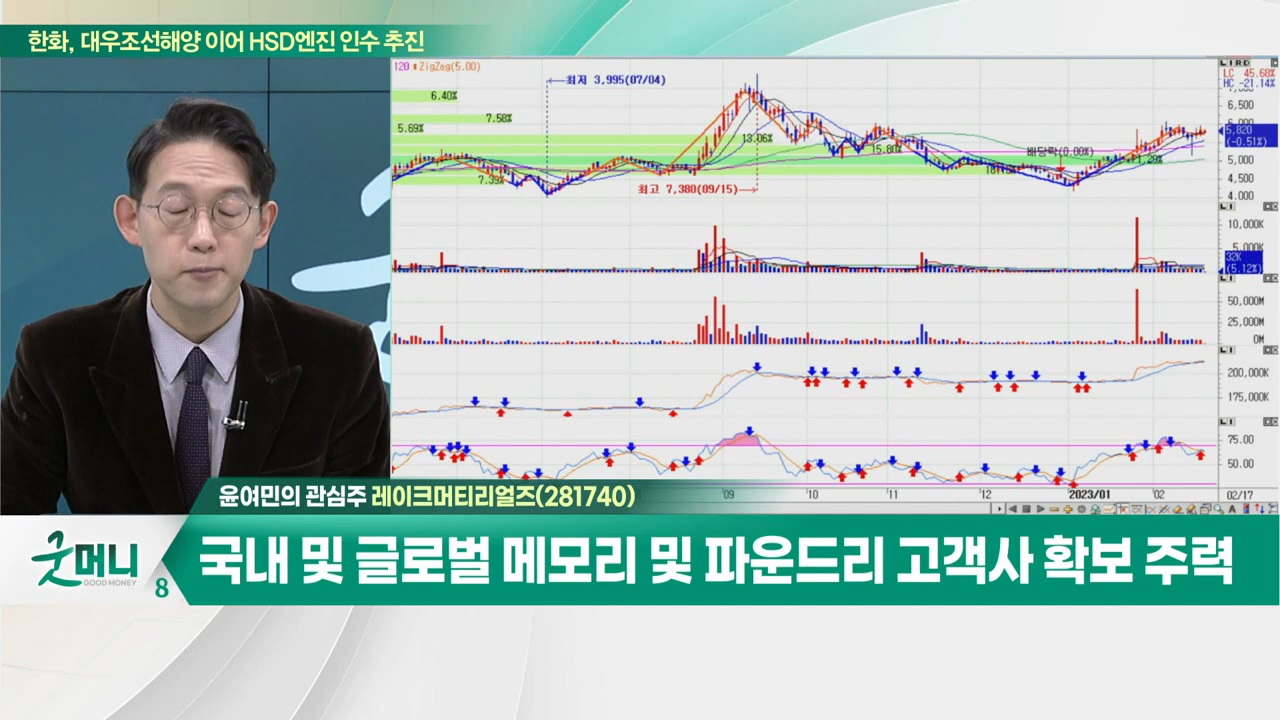 한화, 대우조선해양 이어 HSD엔진 인수 추진
120 ZigZag(5.00)
LC 45.68%
HC -21.14%
최저 3,995(07/04)
6.40%
7.58%
5.69%
13.06%
15.80%
배당락(0.00%)
7.39%
최고 7,380(09/15)
6,500
5,820
(-0.51%)
5,000
4,500
4,000
10,000K
5,000K
32K
(5.12%)
50,000M
25,000M
0M
200,000K
175,000K
75.00
50.00
'09
'10
'11
'12
2023/01
'02
02/17
윤여민의 관심주 레이크머티리얼즈(281740)
굿머니
GOOD MONEY
8
국내 및 글로벌 메모리 및 파운드리 고객사 확보 주력